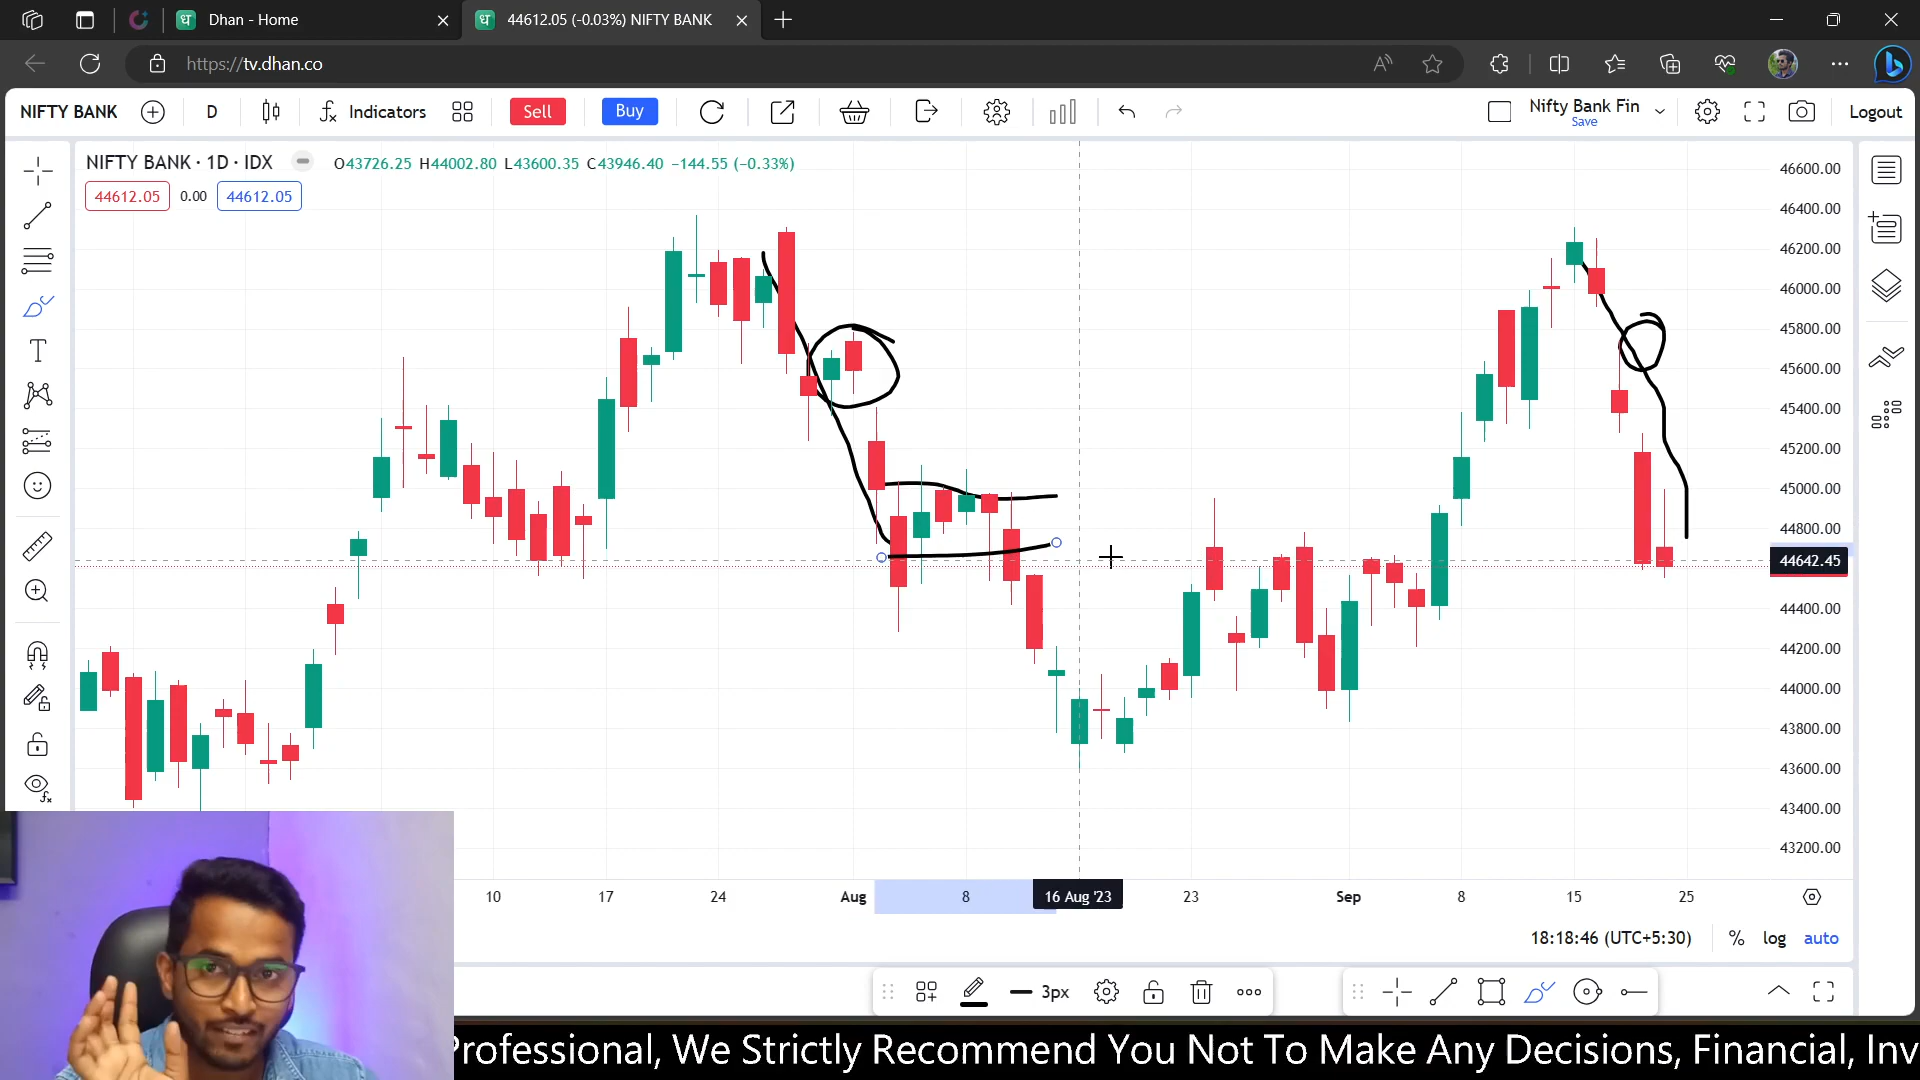 Dhan - Home
44612.05 (-0.03%) NIFTY BANK
https://tv.dhan.co
NIFTY BANK
D
Indicators
Sell
Buy
Nifty Bank Fin
Save
Logout
NIFTY BANK · 1D · IDX
O43726.25 H44002.80 L43600.35 C43946.40 −144.55 (−0.33%)
44612.05 0.00 44612.05
46600.00
46400.00
46200.00
46000.00
45800.00
45600.00
45400.00
45200.00
45000.00
44800.00
44642.45
44400.00
44200.00
44000.00
43800.00
43600.00
43400.00
43200.00
10 17 24 Aug 8 16 Aug '23 23 Sep 8 15 25
18:18:46 (UTC+5:30) % log auto
3px
Professional, We Strictly Recommend You Not To Make Any Decisions, Financial, Inv